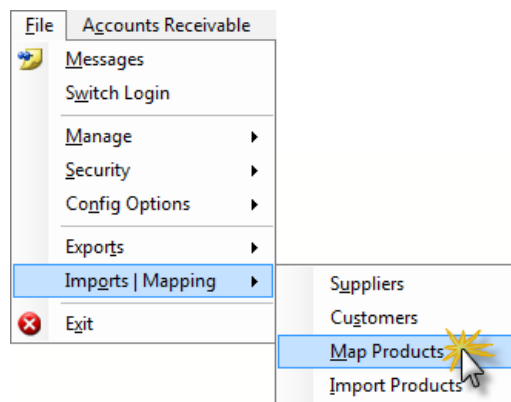 File Accounts Receivable
Messages
Switch Login
Manage
Security
Config Options
Exports
Imports | Mapping
Exit
Suppliers
Customers
Map Products
Import Products